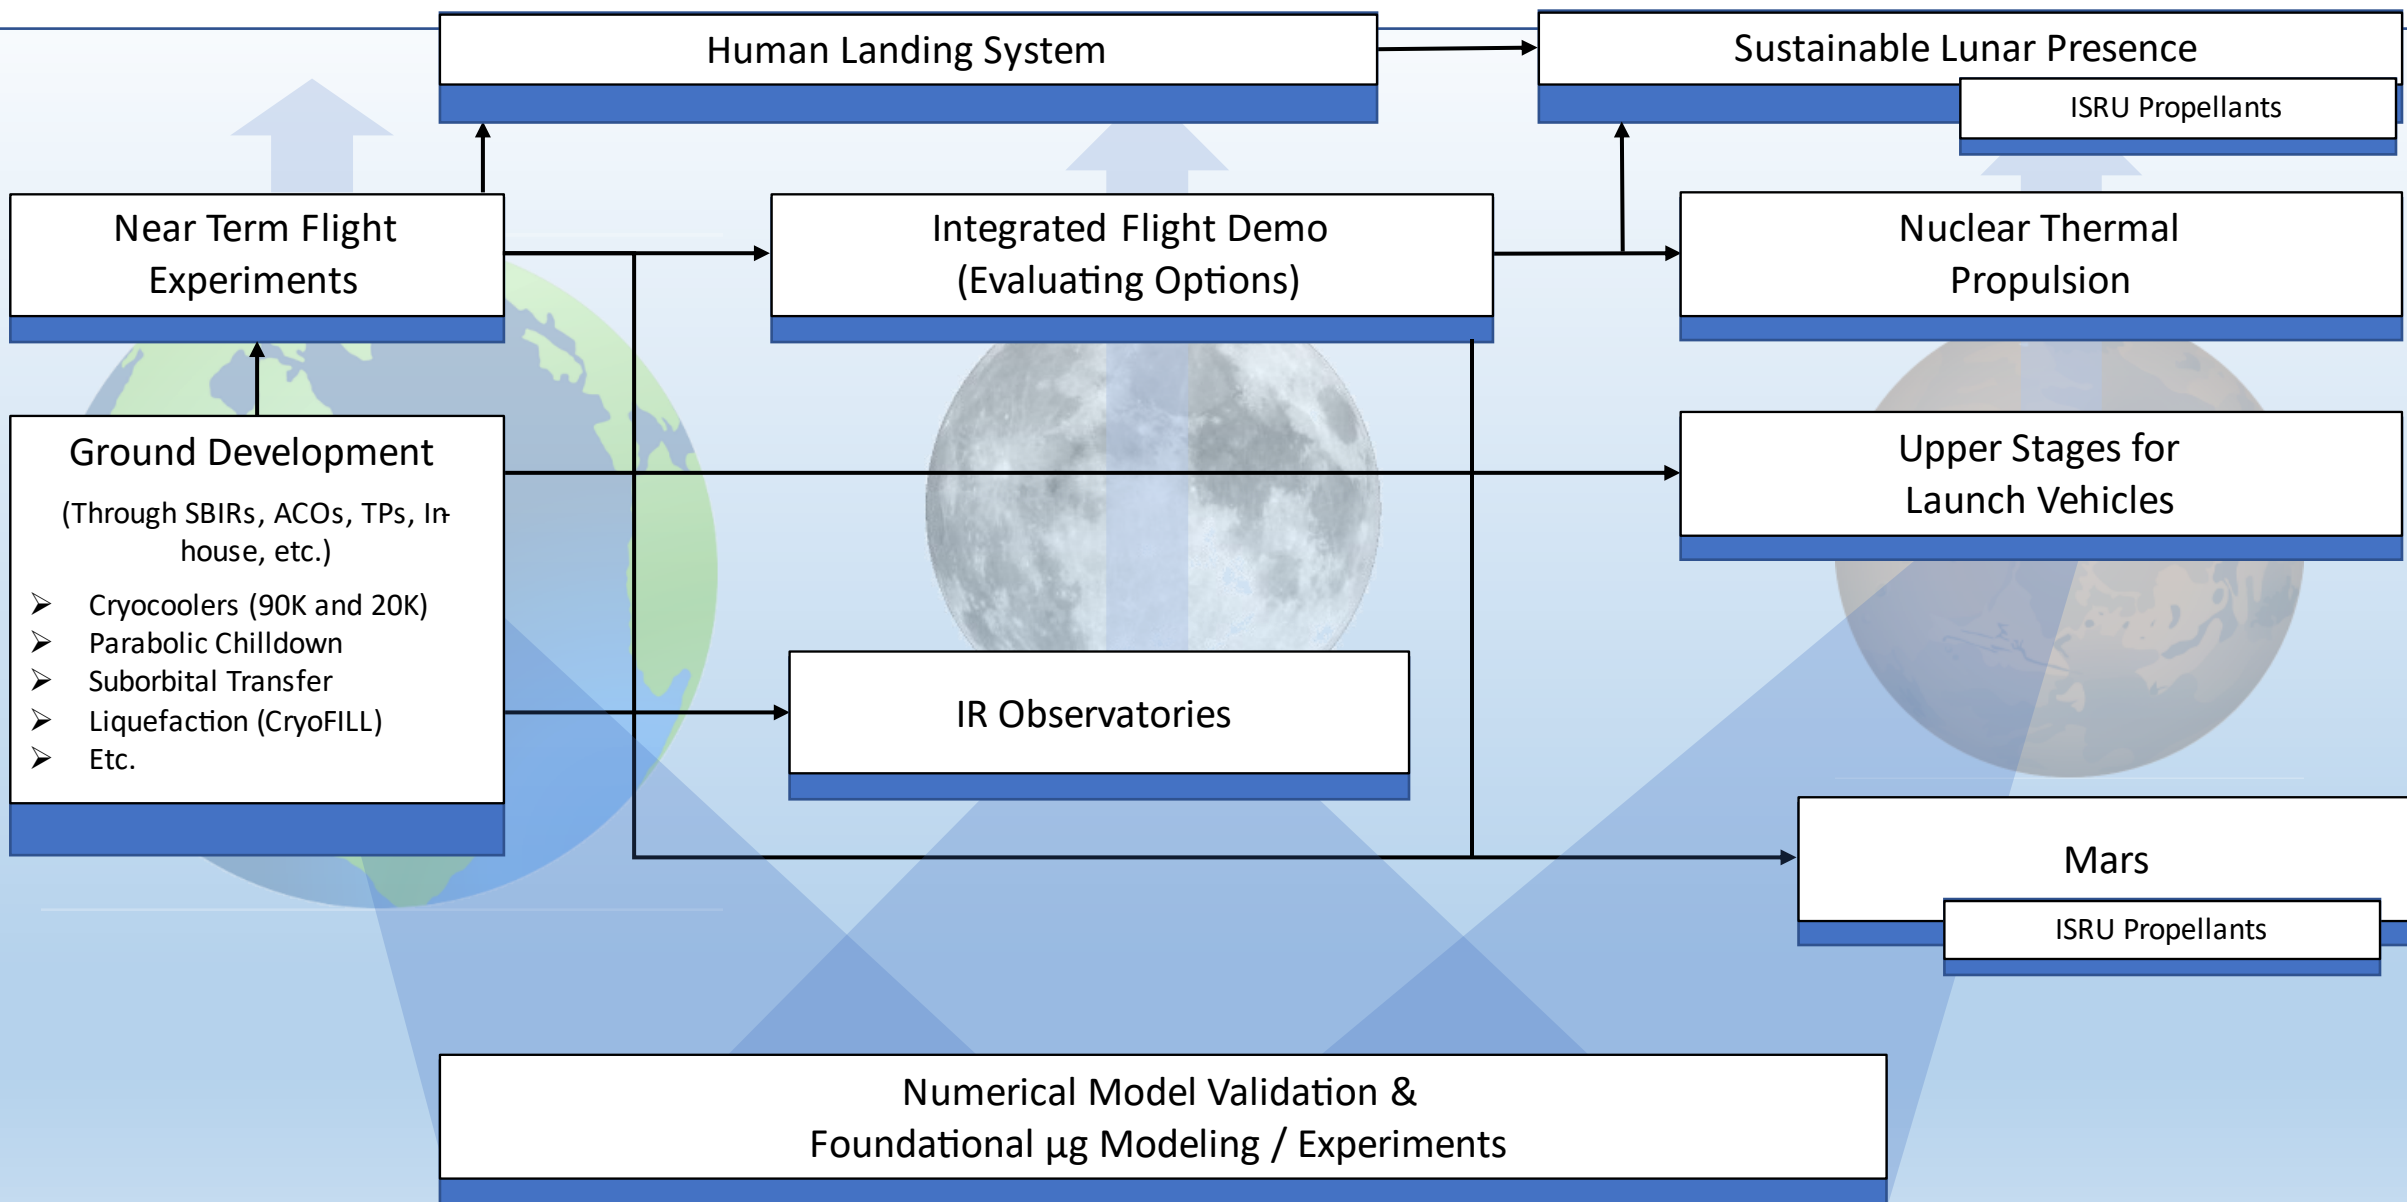 Human Landing System
Sustainable Lunar Presence
ISRU Propellants
Near Term Flight
Experiments
Integrated Flight Demo
(Evaluating Options)
Nuclear Thermal
Propulsion
Ground Development
(Through SBIRs, ACOs, TPs, In-
house, etc.)
➢ Cryocoolers (90K and 20K)
➢ Parabolic Chilldown
➢ Suborbital Transfer
➢ Liquefaction (CryoFILL)
➢ Etc.
Upper Stages for
Launch Vehicles
IR Observatories
Mars
ISRU Propellants
Numerical Model Validation &
Foundational µg Modeling / Experiments